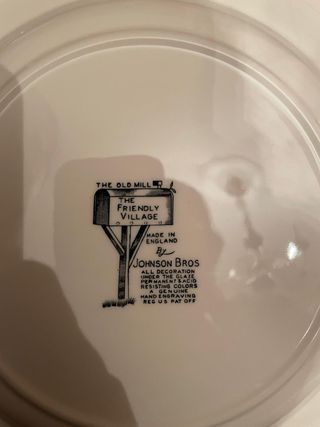 THE OLD MILL
THE
FRIENDLY
VILLAGE
MADE IN
ENGLAND
By
JOHNSON BROS
ALL DECORATION
UNDER THE GLAZE
PERMANENT & ACID
RESISTING COLORS
A GENUINE
HAND ENGRAVING
REG US PAT OFF